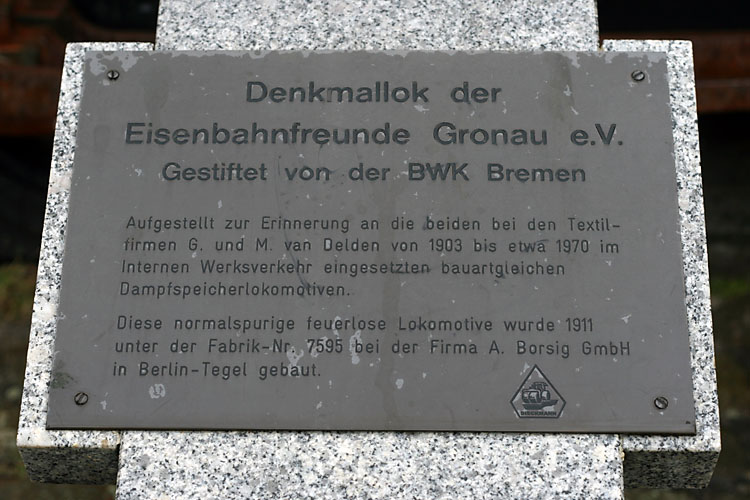 Denkmallok der
Eisenbahnfreunde Gronau e.V.
Gestiftet von der BWK Bremen
Aufgestellt zur Erinnerung an die beiden bei den Textil-
firmen G. und M. van Delden von 1903 bis etwa 1970 im
Internen Werksverkehr eingesetzten bauartgleichen
Dampfspeicherlokomotiven.
Diese normalspurige feuerlose Lokomotive wurde 1911
unter der Fabrik-Nr. 7595 bei der Firma A. Borsig GmbH
in Berlin-Tegel gebaut.